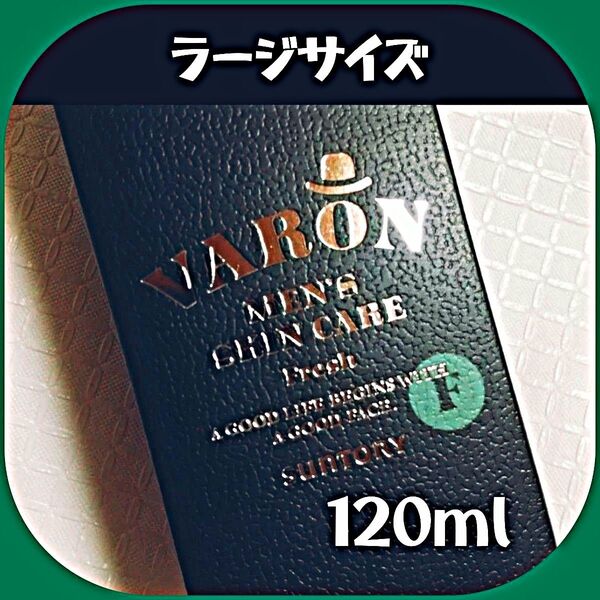 ラージサイズ
VARON
MEN'S
SKIN CARE
Fresh
A GOOD LIFE BEGINS WITH
A GOOD FACE.
F
SUNTORY
120ml